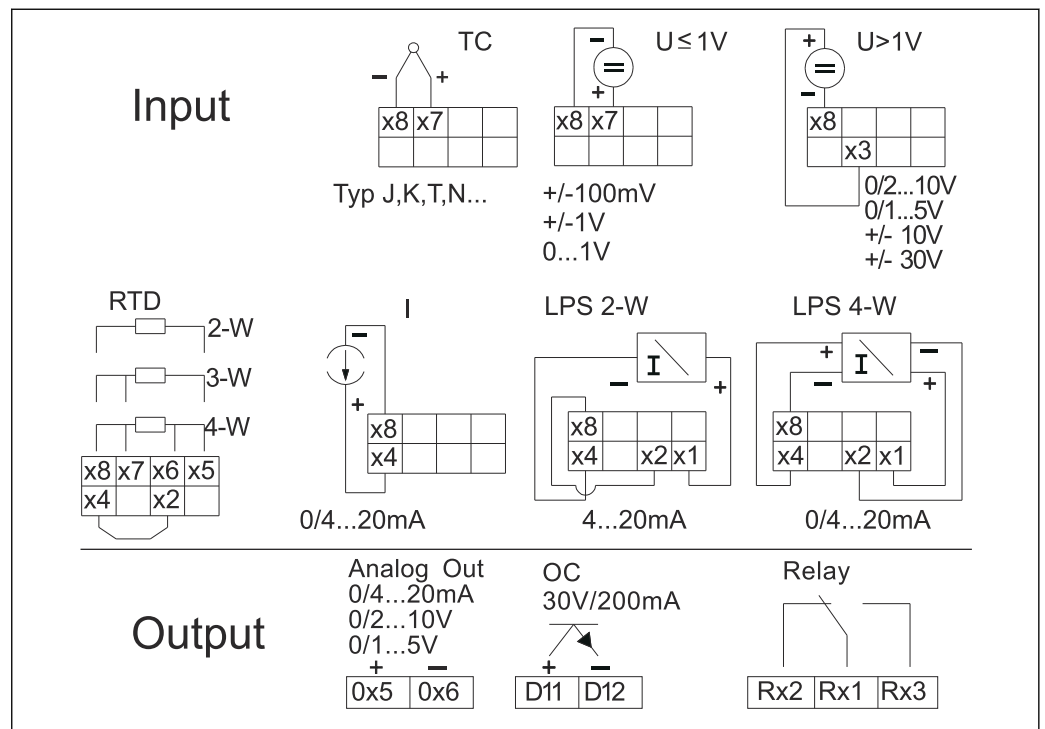 Input
TC
− +
x8 x7
Typ J,K,T,N...
U≤ 1V
−
=
+
x8 x7
+/-100mV
+/-1V
0...1V
U>1V
+
=
−
x8
x3
0/2...10V
0/1...5V
+/- 10V
+/- 30V
RTD
2-W
3-W
4-W
x8 x7 x6 x5
x4 x2
I
−
+
x8
x4
0/4...20mA
LPS 2-W
I
− +
x8
x4 x2 x1
4...20mA
LPS 4-W
+ I −
− +
x8
x4 x2 x1
0/4...20mA
Output
Analog Out
0/4...20mA
0/2...10V
0/1...5V
+ −
0x5 0x6
OC
30V/200mA
+ −
D11 D12
Relay
Rx2 Rx1 Rx3